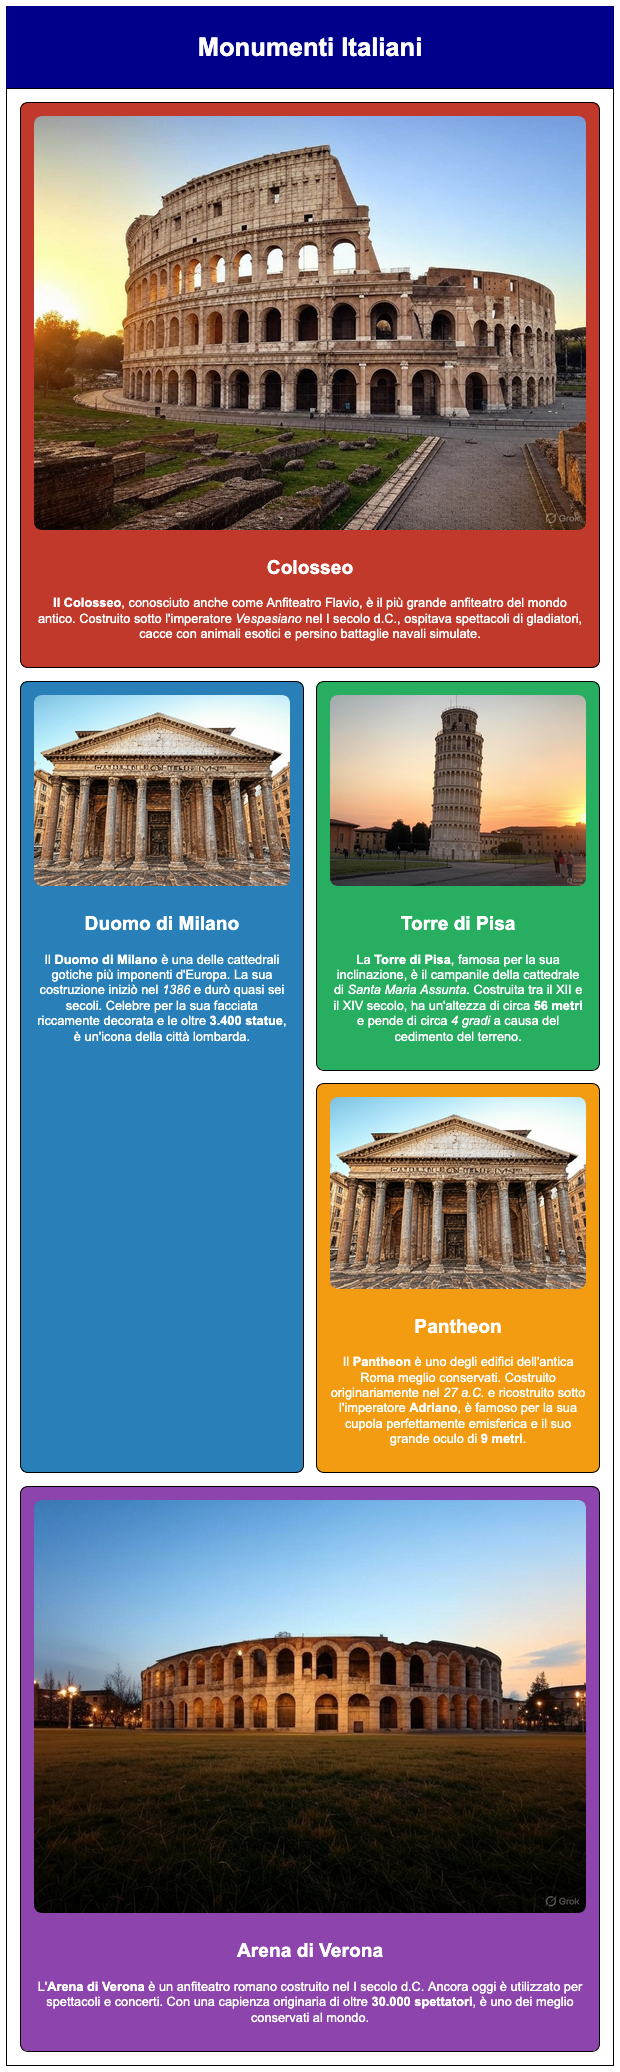 Monumenti Italiani
Grok
Colosseo
Il Colosseo, conosciuto anche come Anfiteatro Flavio, è il più grande anfiteatro del mondo
antico. Costruito sotto l'imperatore Vespasiano nel I secolo d.C., ospitava spettacoli di gladiatori,
cacce con animali esotici e persino battaglie navali simulate.
Duomo di Milano
Il Duomo di Milano è una delle cattedrali
gotiche più imponenti d'Europa. La sua
costruzione iniziò nel 1386 e durò quasi sei
secoli. Celebre per la sua facciata
riccamente decorata e le oltre 3.400 statue,
è un'icona della città lombarda.
Torre di Pisa
La Torre di Pisa, famosa per la sua
inclinazione, è il campanile della cattedrale
di Santa Maria Assunta. Costruita tra il XII e
il XIV secolo, ha un'altezza di circa 56 metri
e pende di circa 4 gradi a causa del
cedimento del terreno.
Pantheon
Il Pantheon è uno degli edifici dell'antica
Roma meglio conservati. Costruito
originariamente nel 27 a.C. e ricostruito sotto
l'imperatore Adriano, è famoso per la sua
cupola perfettamente emisferica e il suo
grande oculo di 9 metri.
Grok
Arena di Verona
L'Arena di Verona è un anfiteatro romano costruito nel I secolo d.C. Ancora oggi è utilizzato per
spettacoli e concerti. Con una capienza originaria di oltre 30.000 spettatori, è uno dei meglio
conservati al mondo.